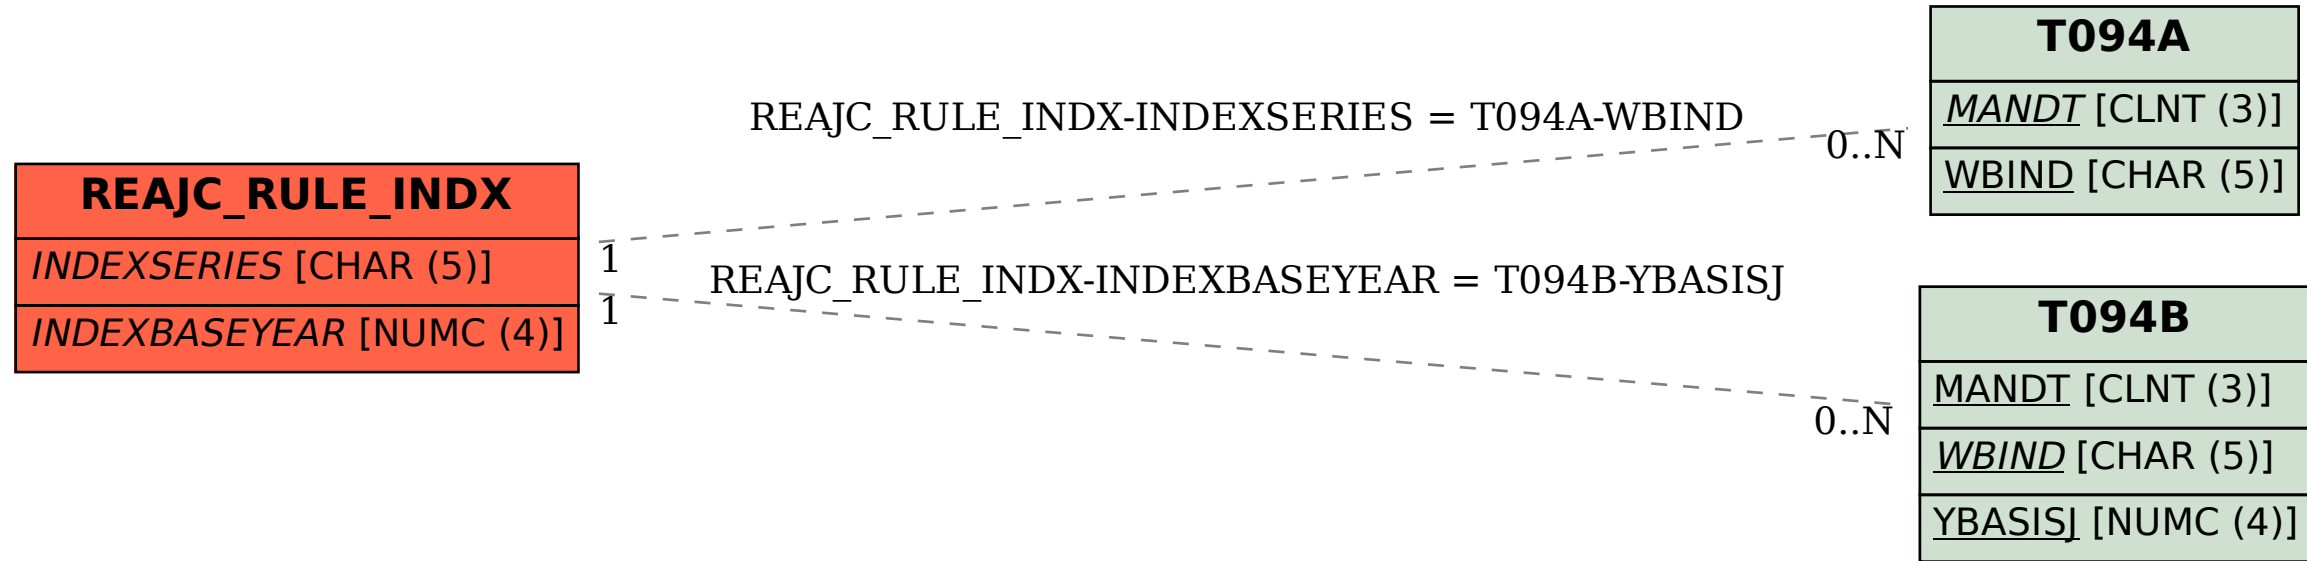 REAJC_RULE_INDX
INDEXSERIES [CHAR (5)]
INDEXBASEYEAR [NUMC (4)]
REAJC_RULE_INDX-INDEXSERIES = T094A-WBIND
1
0..N
REAJC_RULE_INDX-INDEXBASEYEAR = T094B-YBASISJ
1
0..N
T094A
MANDT [CLNT (3)]
WBIND [CHAR (5)]
T094B
MANDT [CLNT (3)]
WBIND [CHAR (5)]
YBASISJ [NUMC (4)]